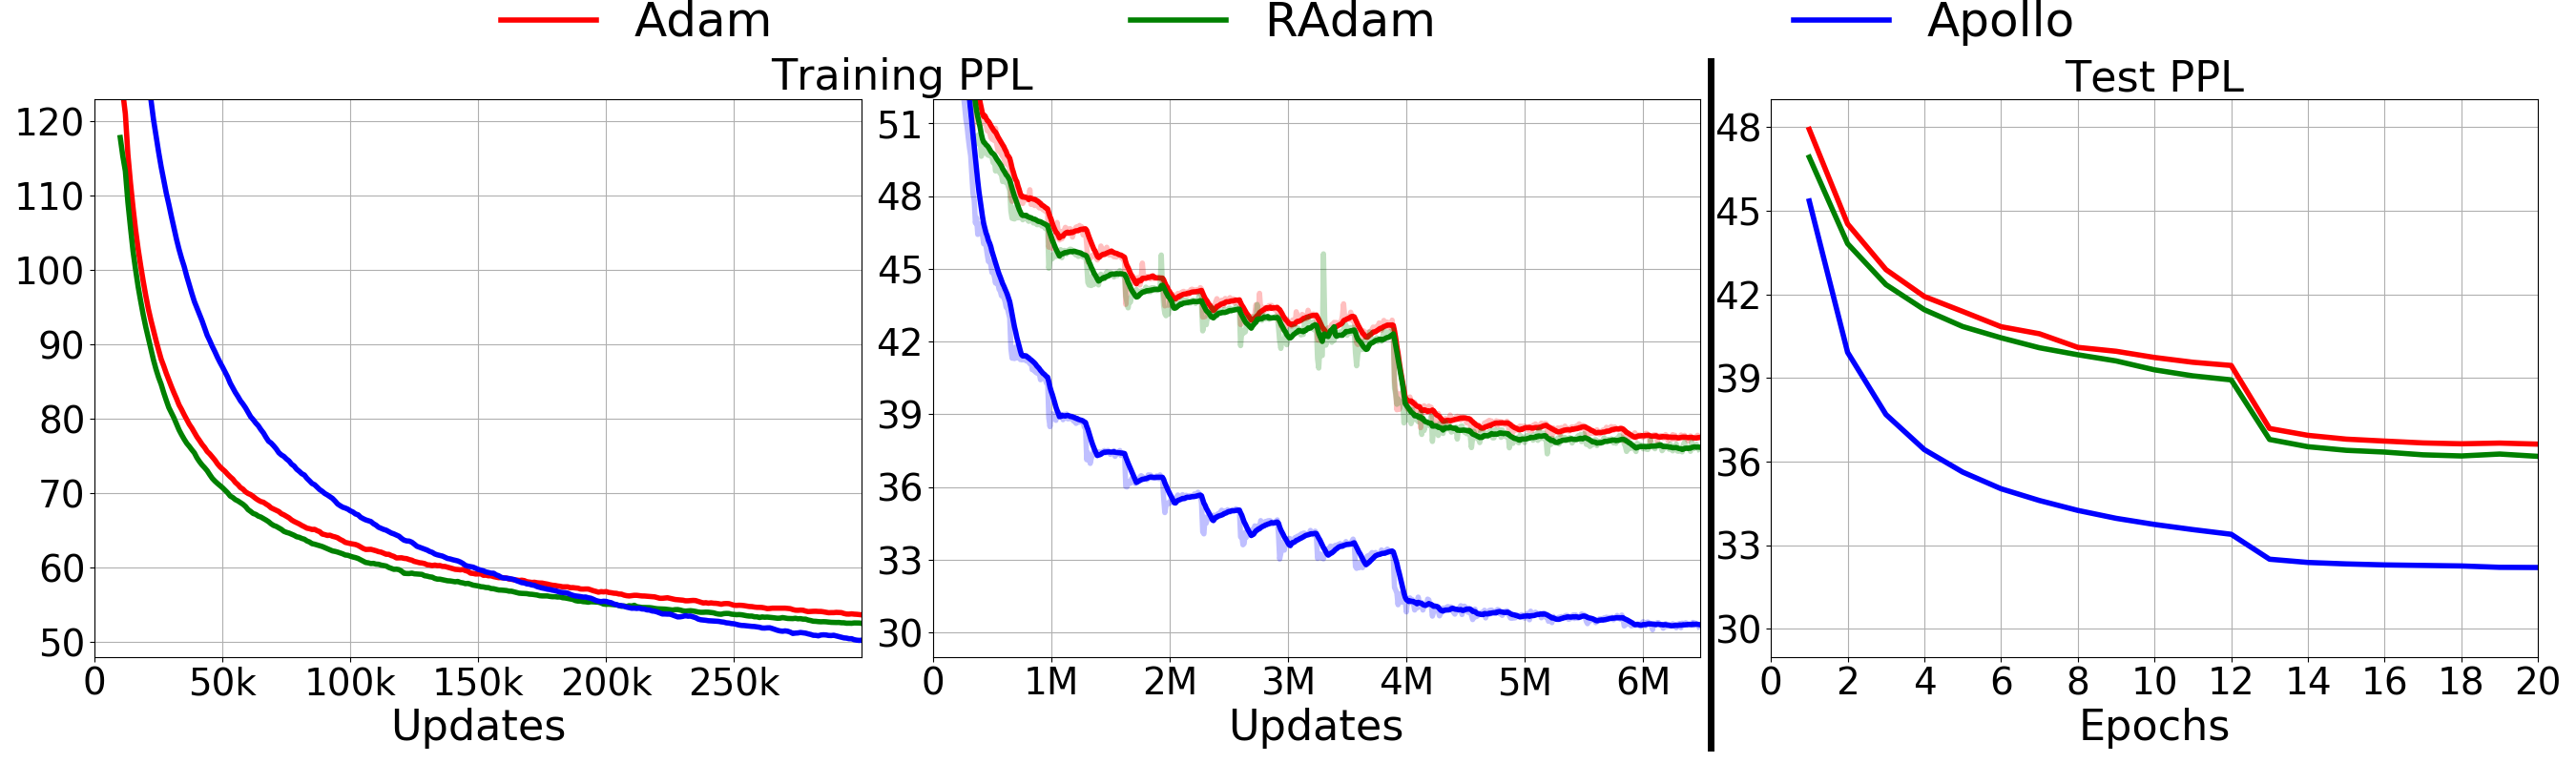 Adam RAdam Apollo
Training PPL
Test PPL
120
110
100
90
80
70
60
50
0 50k 100k 150k 200k 250k
Updates
51
48
45
42
39
36
33
30
0 1M 2M 3M 4M 5M 6M
Updates
48
45
42
39
36
33
30
0 2 4 6 8 10 12 14 16 18 20
Epochs